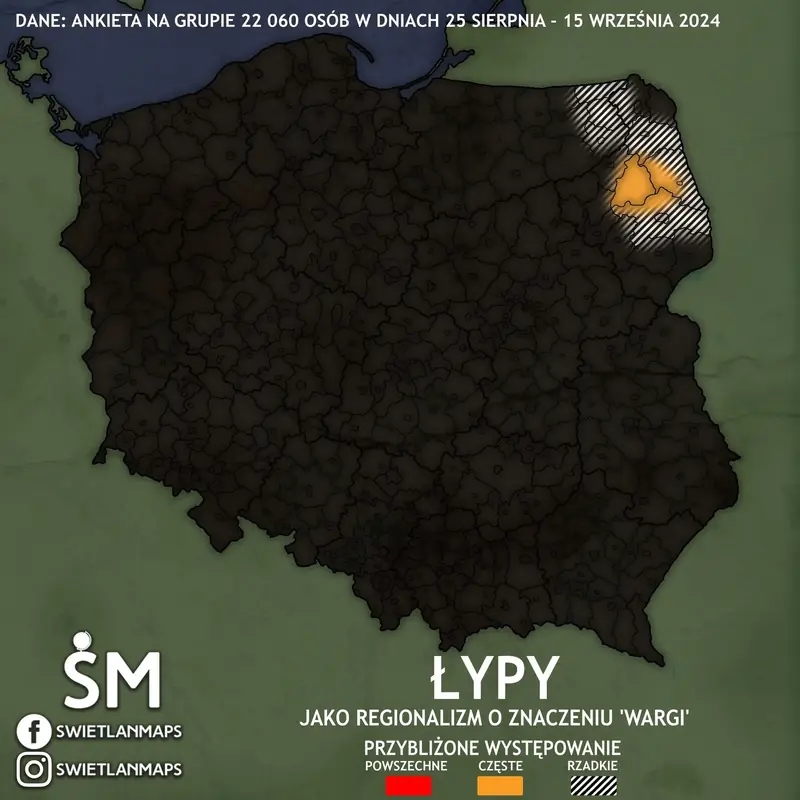 DANE: ANKIETA NA GRUPIE 22 060 OSÓB W DNIACH 25 SIERPNIA - 15 WRZEŚNIA 2024
ŚM
SWIETLANMAPS
SWIETLANMAPS
ŁYPY
JAKO REGIONALIZM O ZNACZENIU 'WARGI'
PRZYBLIŻONE WYSTĘPOWANIE
POWSZECHNE CZĘSTE RZADKIE